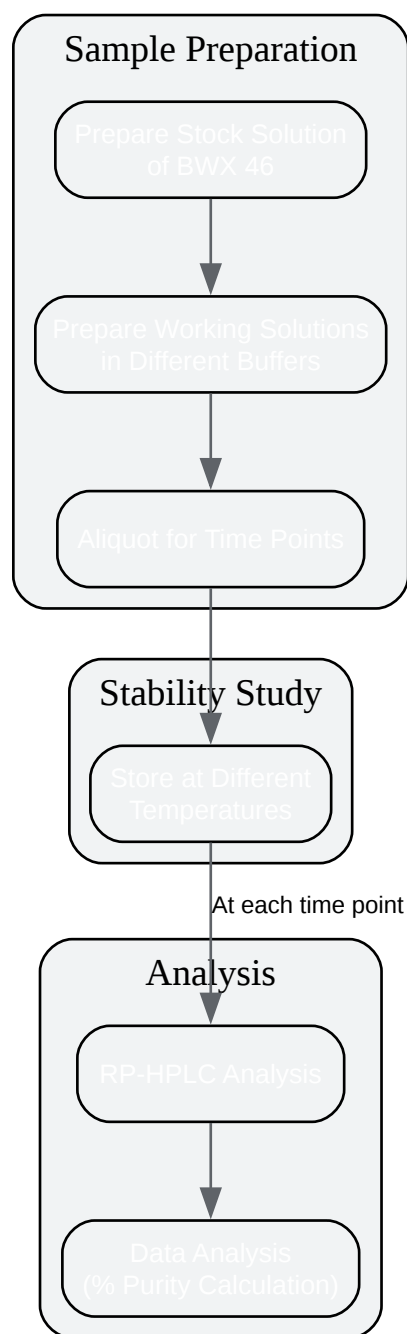 Sample Preparation
Prepare Stock Solution
of BWX 46
Prepare Working Solutions
in Different Buffers
Aliquot for Time Points
Stability Study
Store at Different
Temperatures
At each time point
Analysis
RP-HPLC Analysis
Data Analysis
(% Purity Calculation)